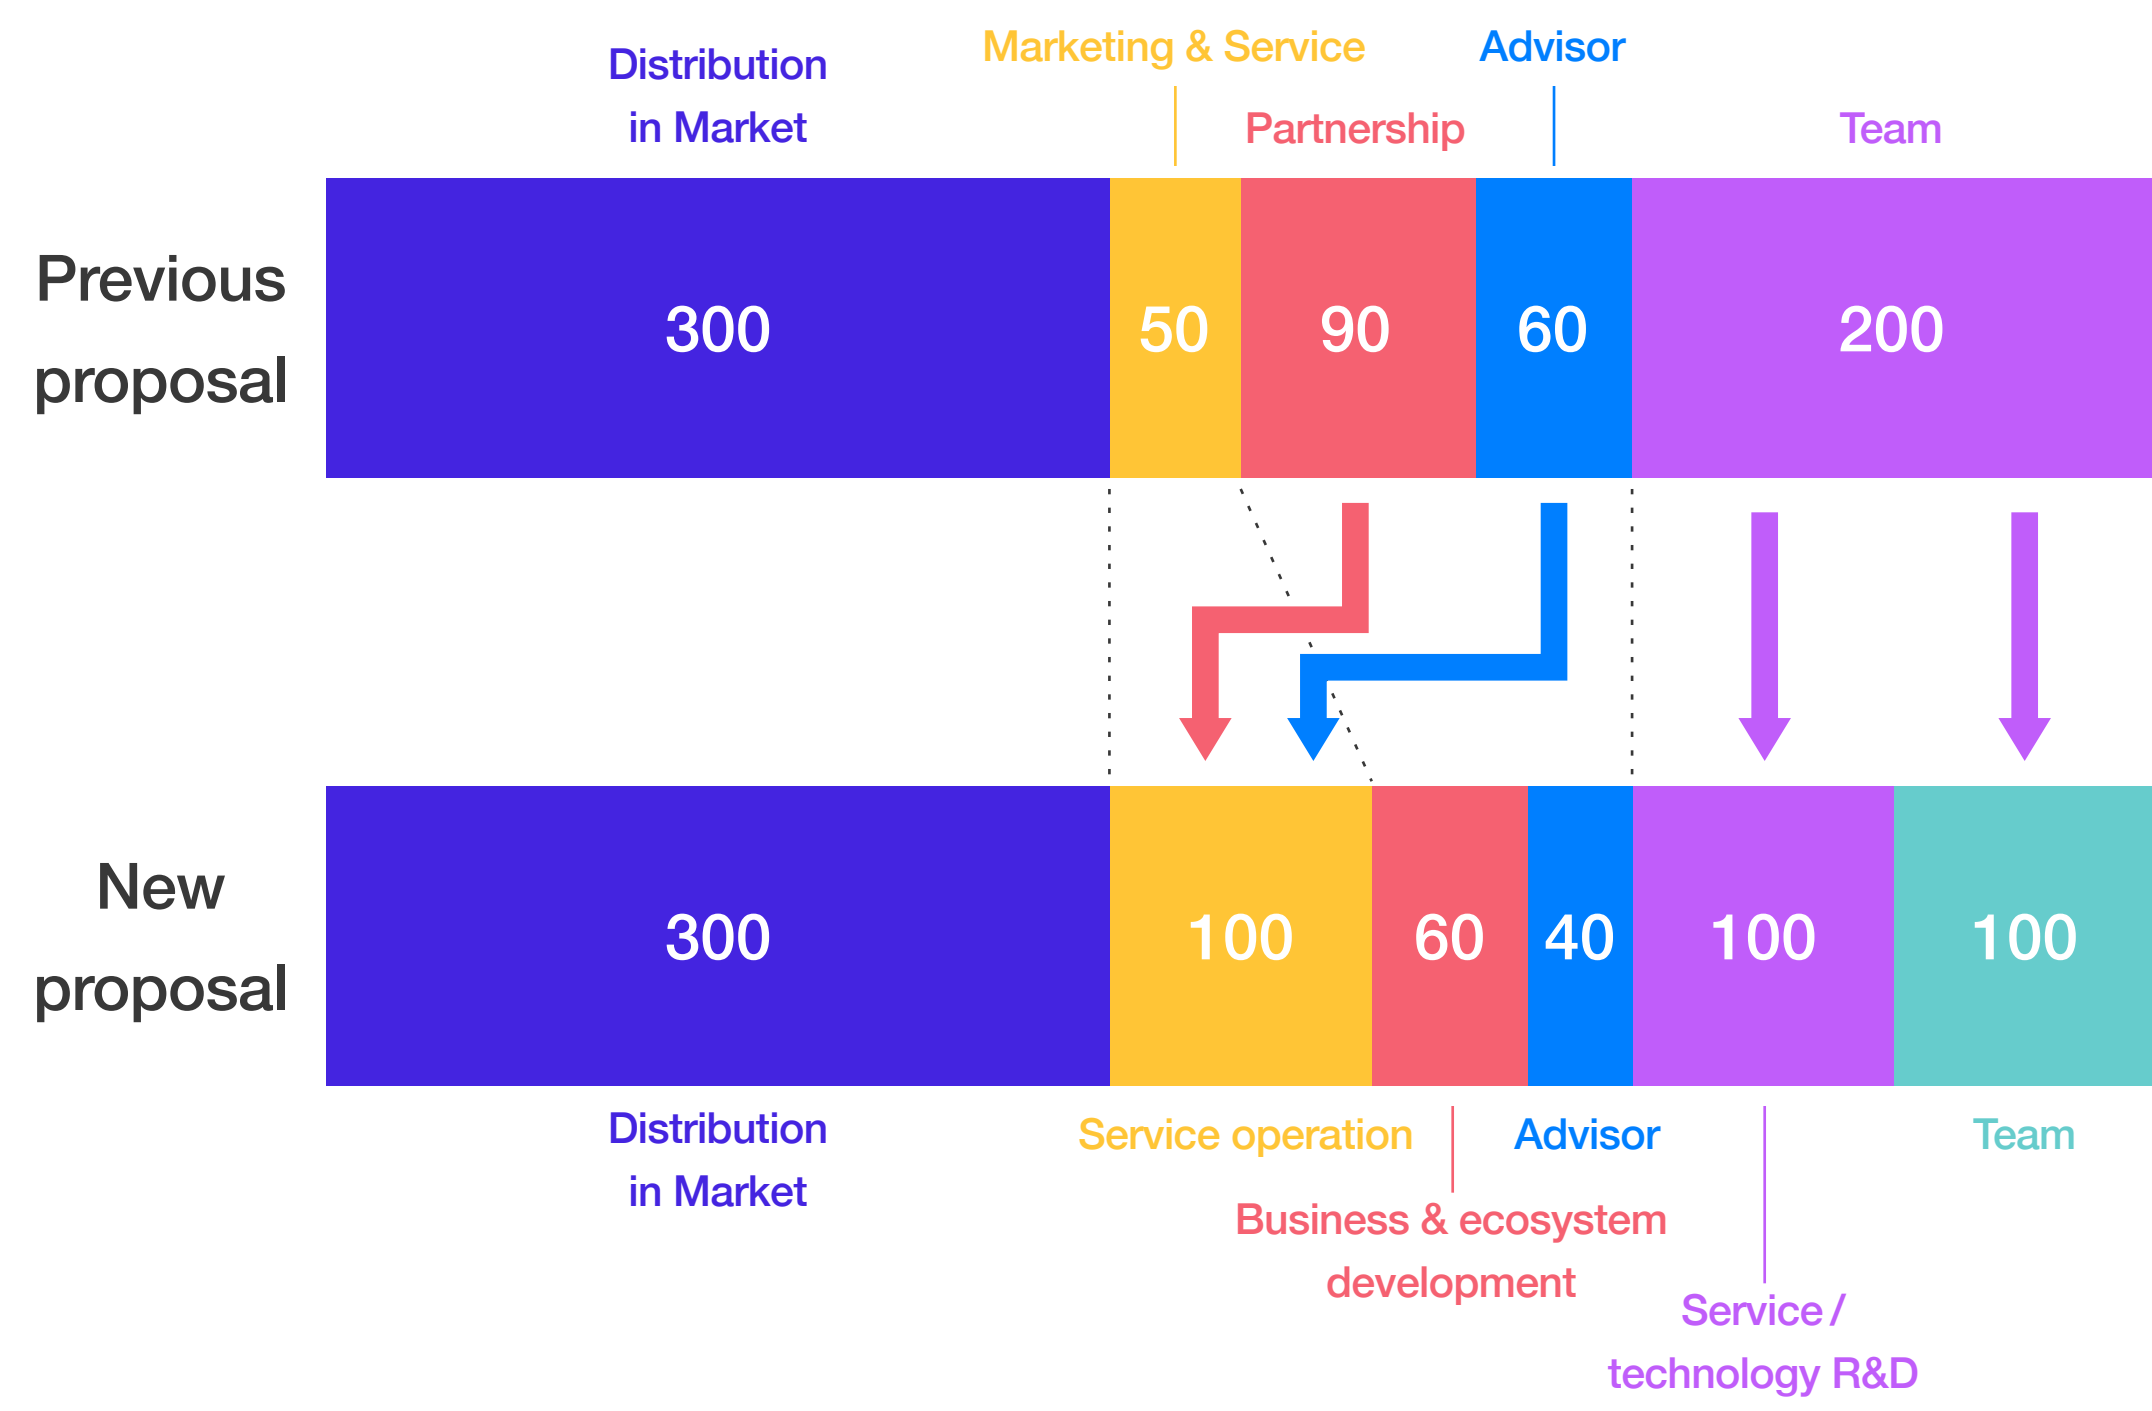 Distribution
in Market
Marketing & Service
Partnership
Advisor
Team
Previous
proposal
300
50
90
60
200
New
proposal
300
100
60
40
100
100
Distribution
in Market
Service operation
Business & ecosystem
development
Advisor
Service /
technology R&D
Team